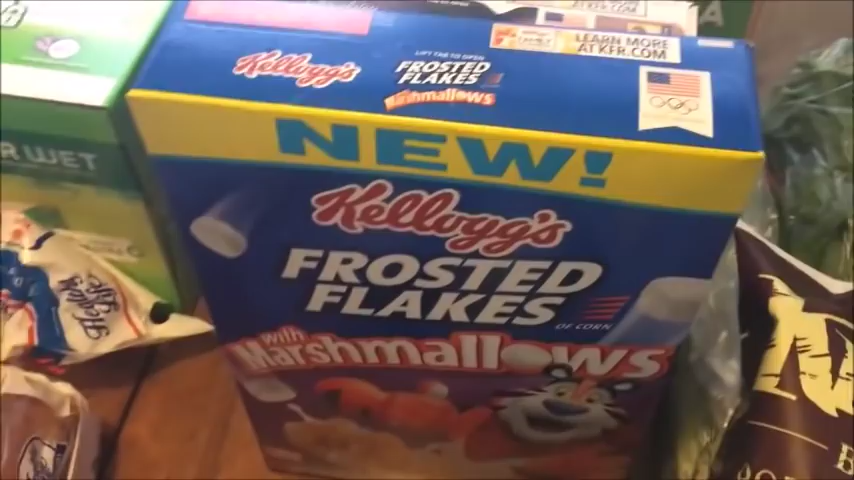 LEARN MORE
AT KFR.COM
Kellogg's
LIFT TAB TO OPEN
FROSTED
FLAKES
Marshmallows
NEW!
Kellogg's
FROSTED
FLAKES
OF CORN
with
Marshmallows
R WET